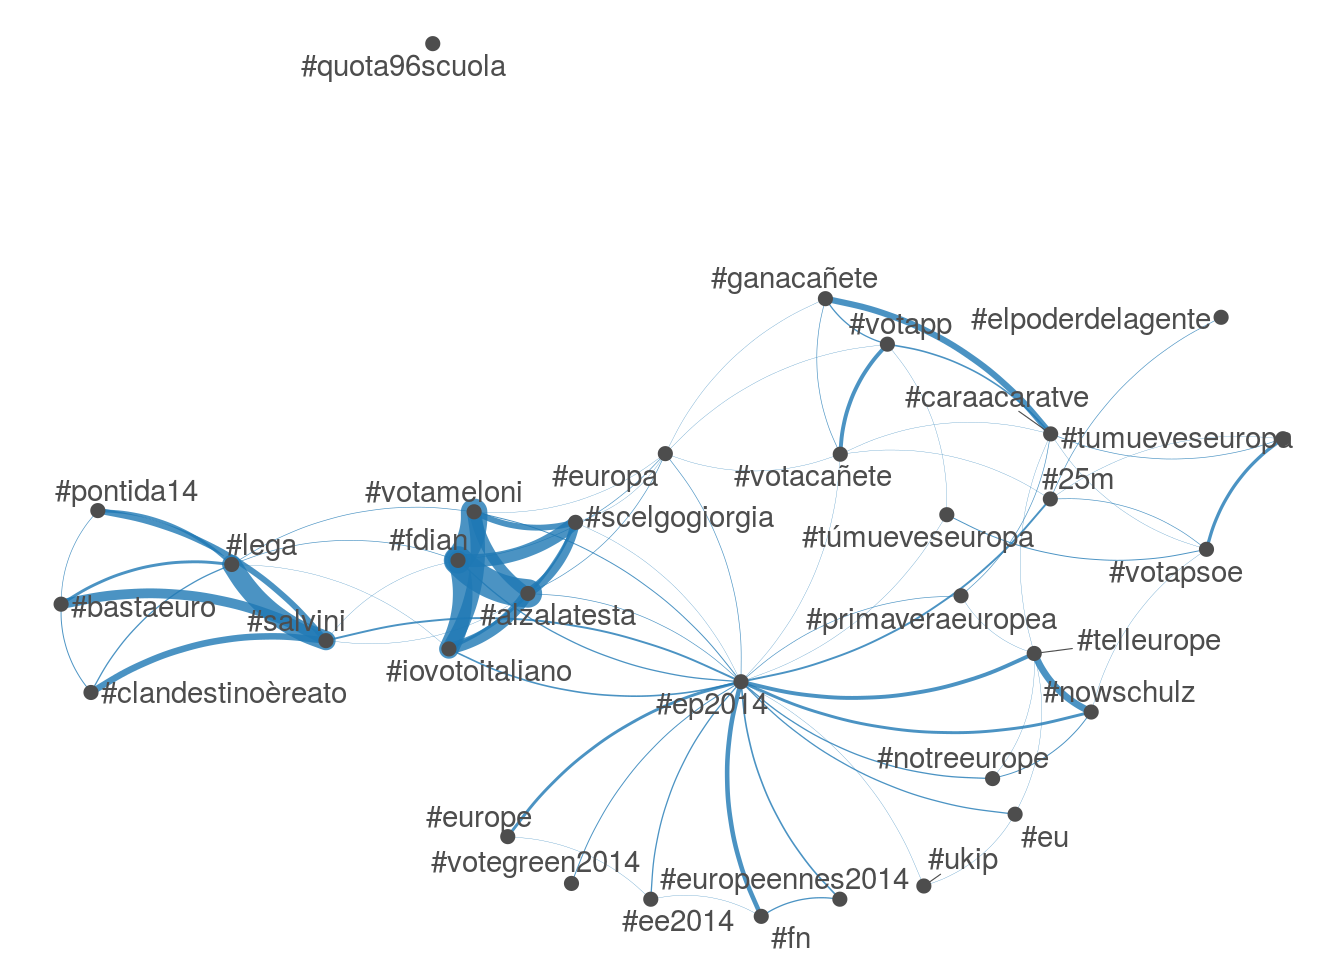 #quota96scuola
#ganacañete
#votapp
#elpoderdelagente
#caraacaratve
#tumueveseuropa
#europa
#votacañete
#25m
#pontida14
#votameloni
#scelgogiorgia
#fdian
#lega
#túmueveseuropa
#votapsoe
#bastaeuro
#salvini
#alzalatesta
#primaveraeuropea
#telleurope
#iovotoitaliano
#clandestinoèreato
#nowschulz
#ep2014
#notreeurope
#europe
#eu
#votegreen2014
#ukip
#europeennes2014
#ee2014
#fn